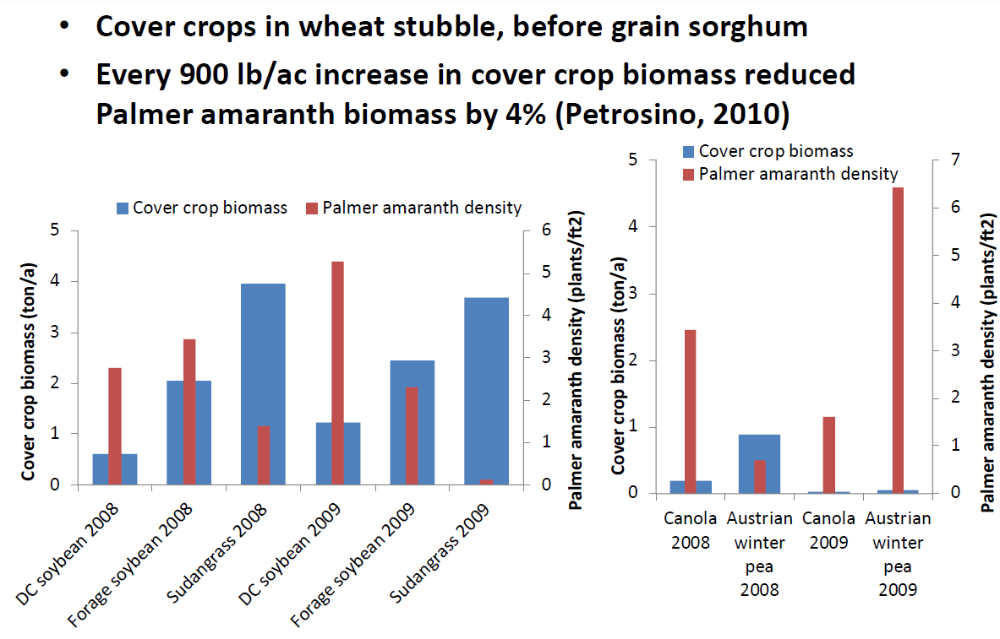 • Cover crops in wheat stubble, before grain sorghum
• Every 900 lb/ac increase in cover crop biomass reduced
Palmer amaranth biomass by 4% (Petrosino, 2010)
Cover crop biomass
Palmer amaranth density
5
4
3
2
1
0
Cover crop biomass (ton/a)
6
5
4
3
2
1
0
Palmer amaranth density (plants/ft2)
DC soybean 2008
Forage soybean 2008
Sudangrass 2008
DC soybean 2009
Forage soybean 2009
Sudangrass 2009
Cover crop biomass
Palmer amaranth density
5
4
3
2
1
0
Cover crop biomass (ton/a)
7
6
5
4
3
2
1
0
Palmer amaranth density (plants/ft2)
Canola
2008
Austrian
winter
pea
2008
Canola
2009
Austrian
winter
pea
2009